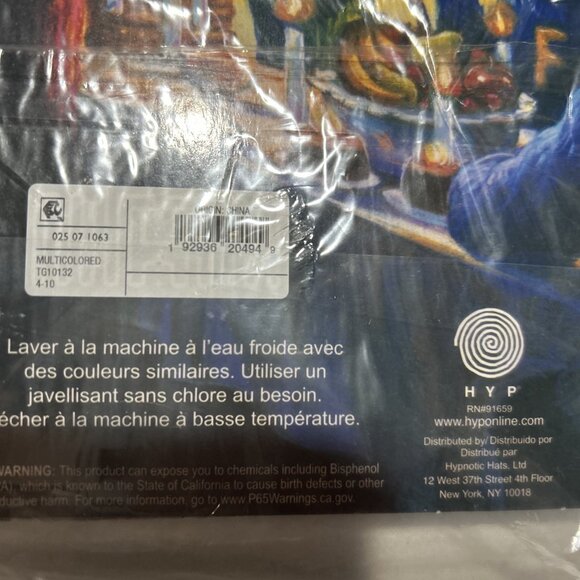 025 07 1063
MULTICOLORED
TG10132
4-10
ORIGIN: CHINA
1 92936 20494 9
Laver à la machine à l'eau froide avec
des couleurs similaires. Utiliser un
javellisant sans chlore au besoin.
écher à la machine à basse température.
WARNING: This product can expose you to chemicals including Bisphenol
A), which is known to the State of California to cause birth defects or other
ductive harm. For more information, go to www.P65Warnings.ca.gov.
HYP
RN#91659
www.hyponline.com
Distributed by/ Distribuido por
Distribué par
Hypnotic Hats. Ltd
12 West 37th Street 4th Floor
New York, NY 10018